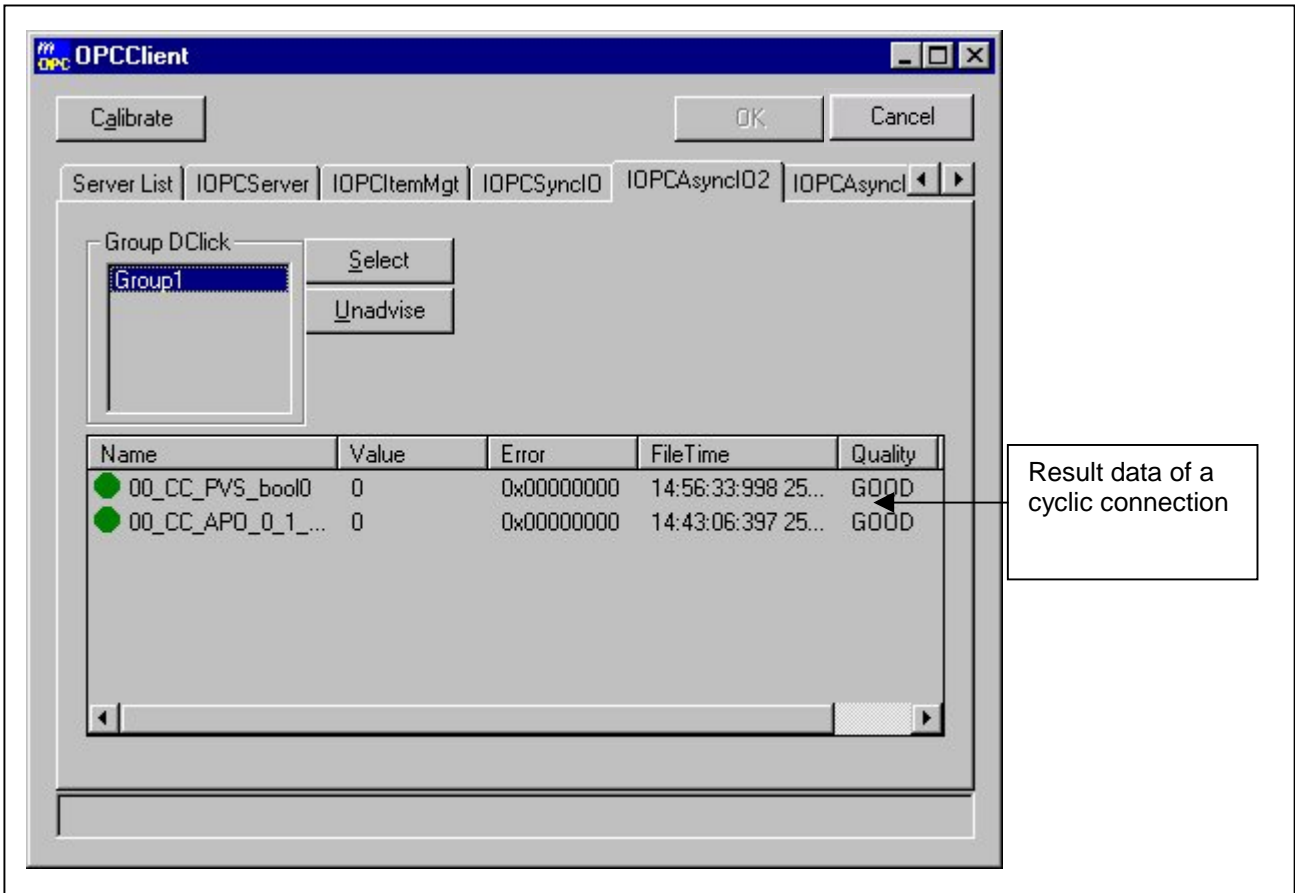 m OPC OPCClient
Calibrate OK Cancel
Server List IOPCServer IOPCItemMgt IOPCSyncIO IOPCAsyncIO2 IOPCAsyncI
Group DClick
Group1
Select
Unadvise
Name Value Error FileTime Quality
00_CC_PVS_bool0 0 0x00000000 14:56:33:998 25... GOOD
00_CC_APO_0_1_... 0 0x00000000 14:43:06:397 25... GOOD
Result data of a
cyclic connection